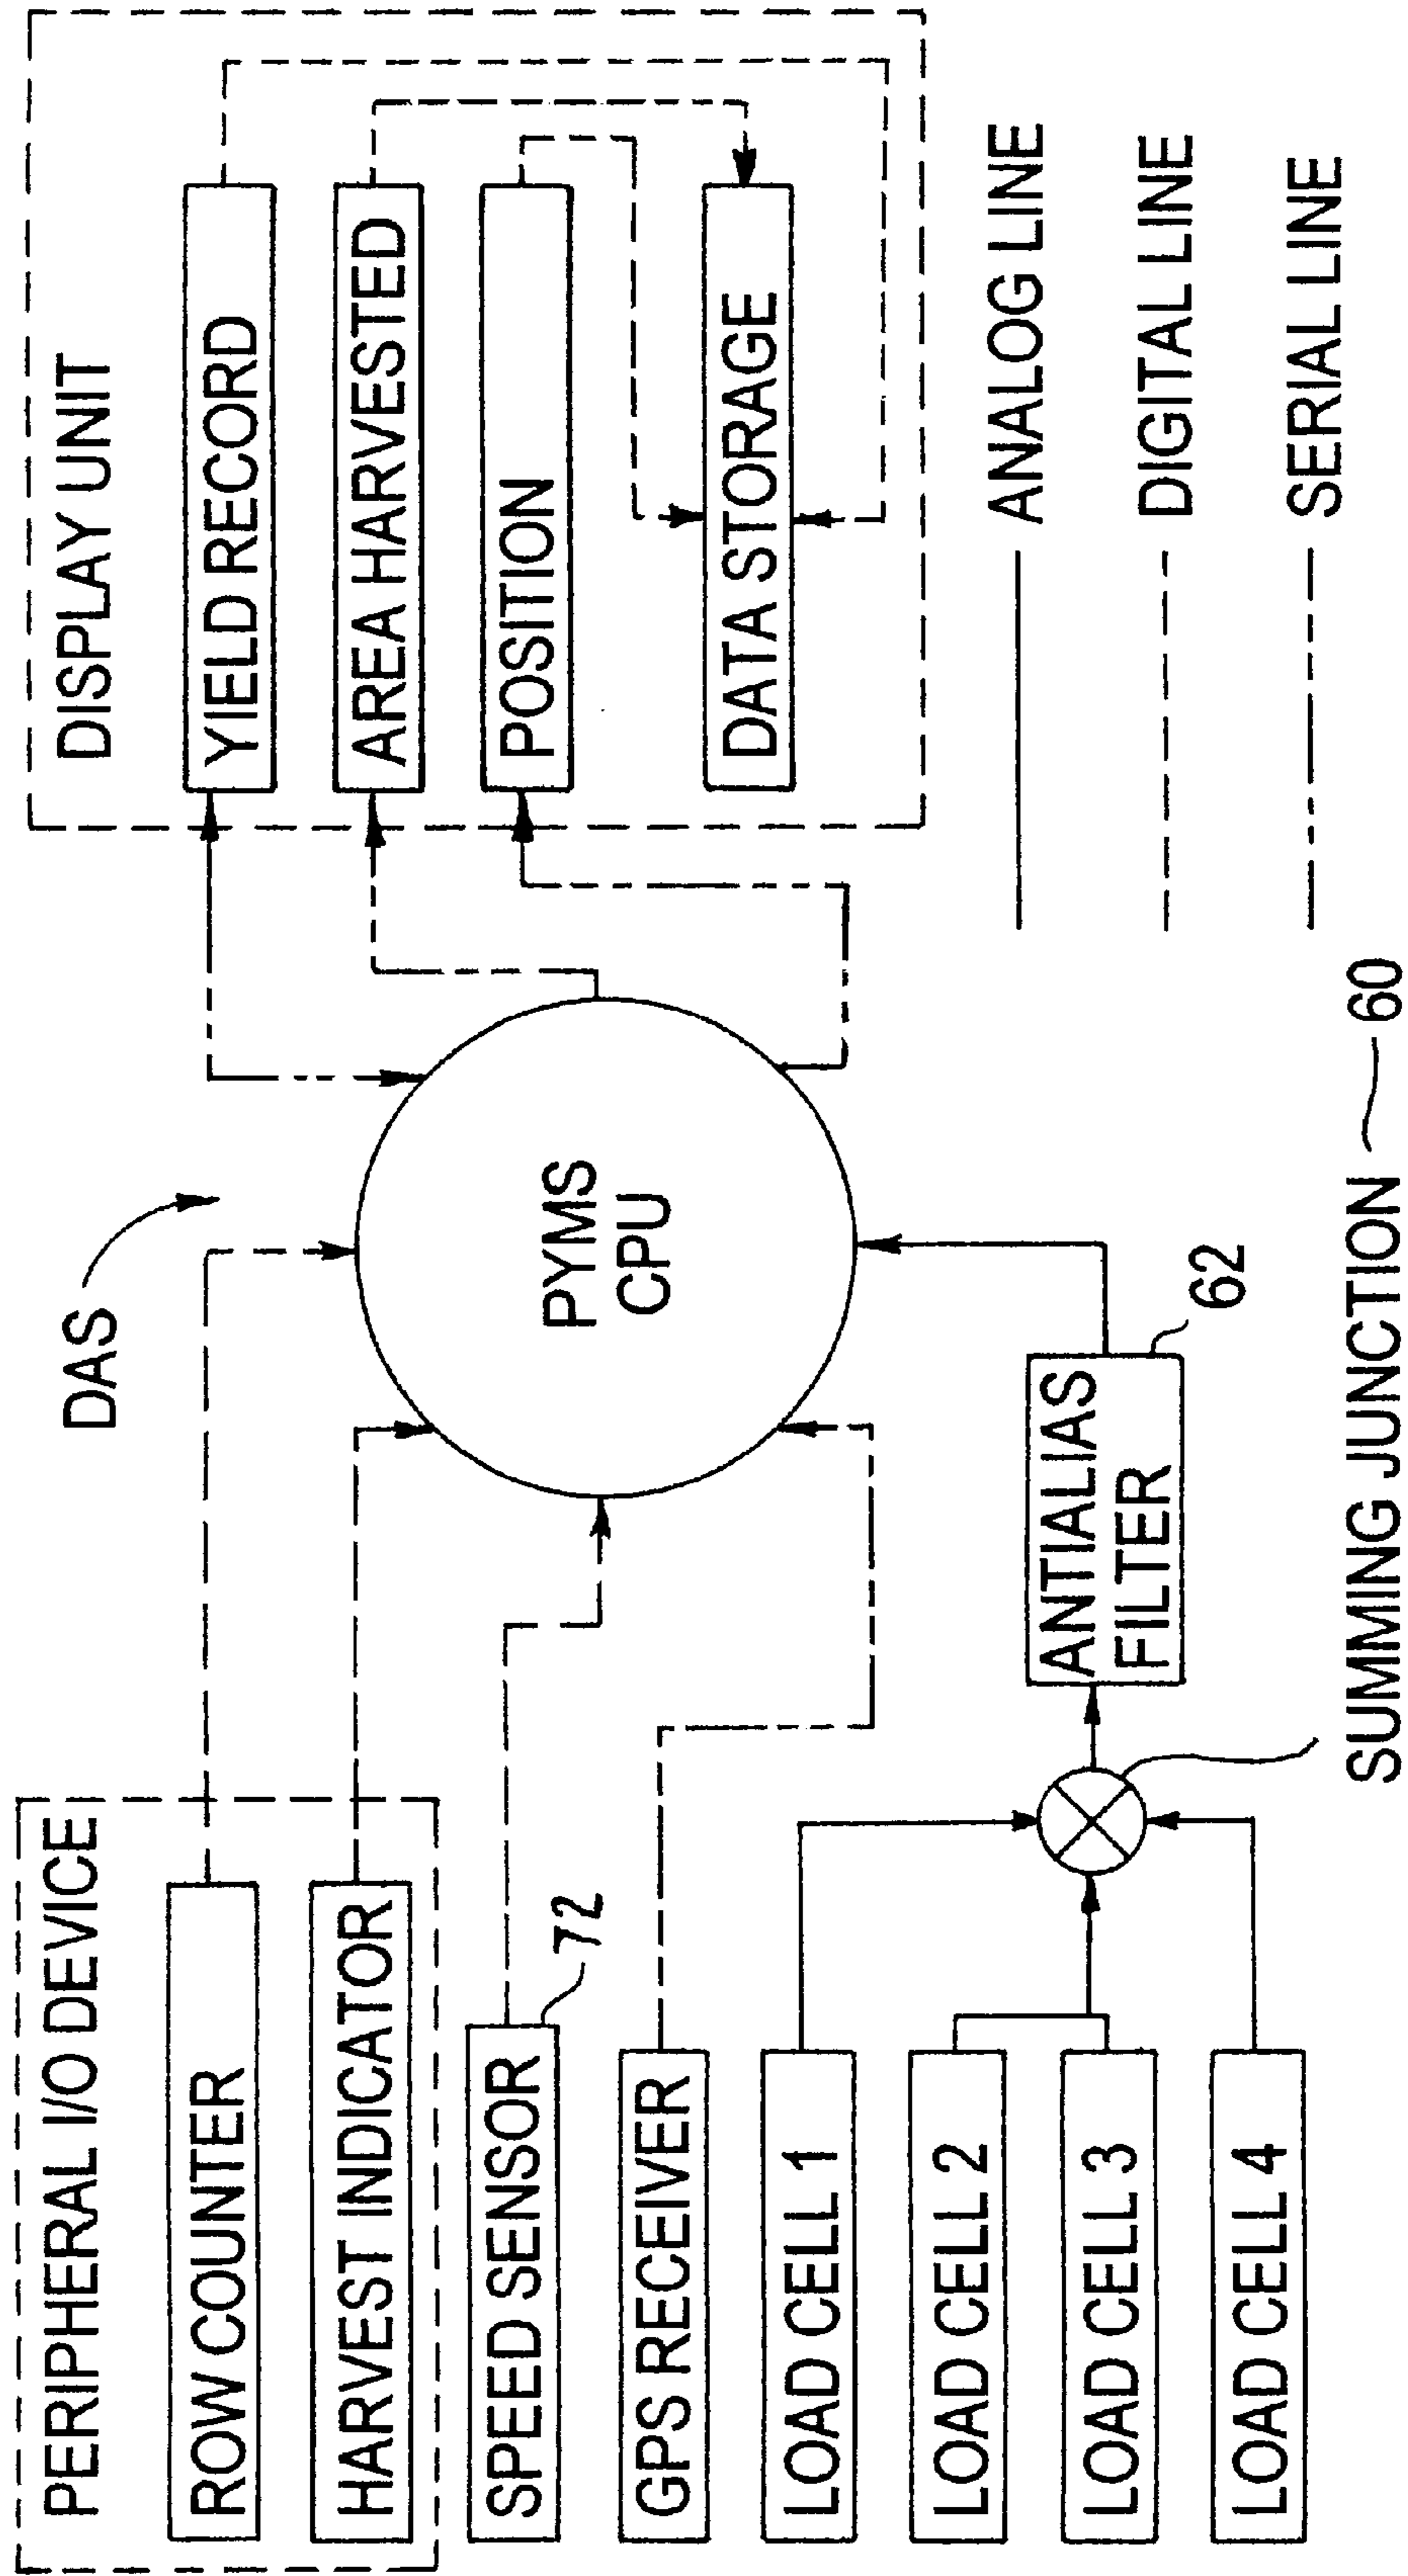 PERIPHERAL I/O DEVICE
ROW COUNTER
HARVEST INDICATOR
SPEED SENSOR
72
GPS RECEIVER
LOAD CELL 1
LOAD CELL 2
LOAD CELL 3
LOAD CELL 4
DAS
PYMS
CPU
ANTIALIAS
FILTER
62
SUMMING JUNCTION
60
DISPLAY UNIT
YIELD RECORD
AREA HARVESTED
POSITION
DATA STORAGE
ANALOG LINE
DIGITAL LINE
SERIAL LINE